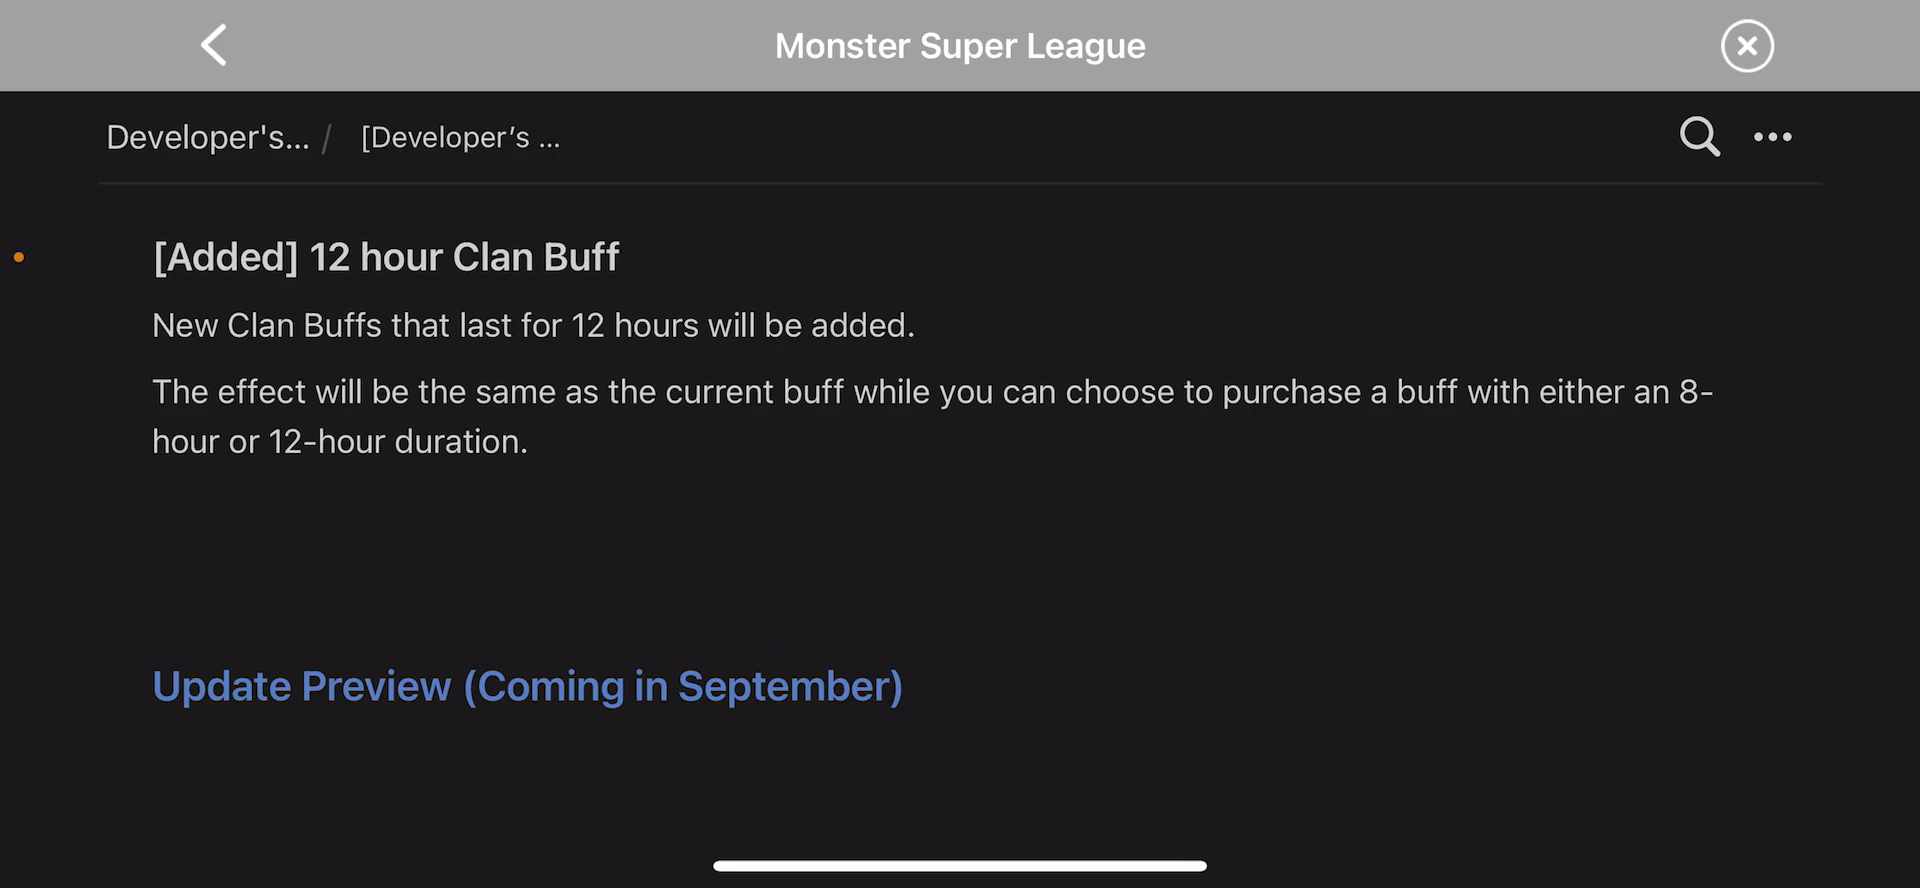 Monster Super League
Developer's... / [Developer’s ...
[Added] 12 hour Clan Buff
New Clan Buffs that last for 12 hours will be added.
The effect will be the same as the current buff while you can choose to purchase a buff with either an 8-
hour or 12-hour duration.
Update Preview (Coming in September)